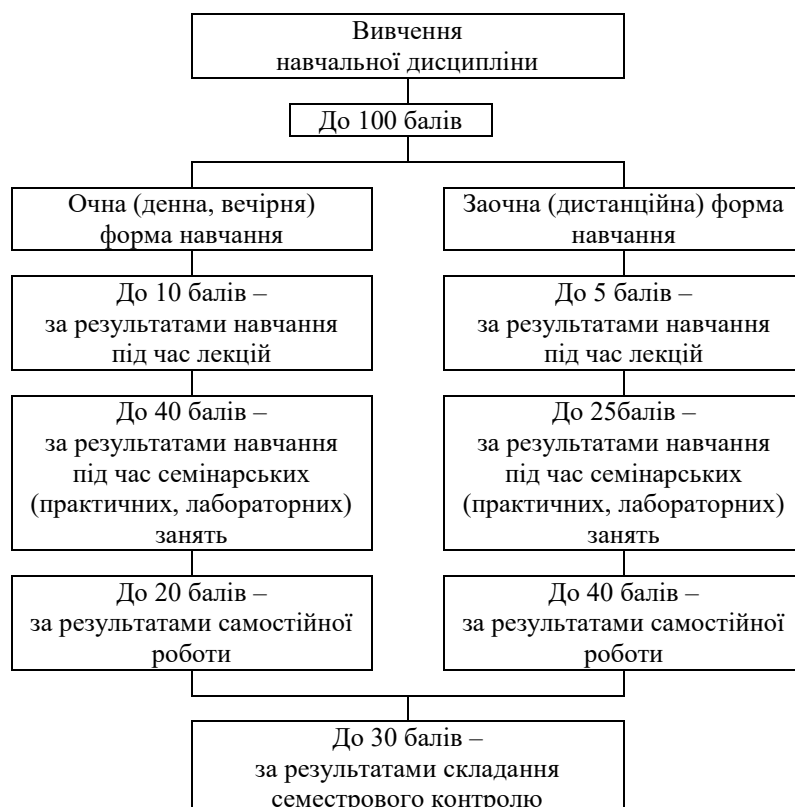 Вивчення
навчальної дисципліни
До 100 балів
Очна (денна, вечірня)
форма навчання
До 10 балів –
за результатами навчання
під час лекцій
До 40 балів –
за результатами навчання
під час семінарських
(практичних, лабораторних)
занять
До 20 балів –
за результатами самостійної
роботи
Заочна (дистанційна) форма
навчання
До 5 балів –
за результатами навчання
під час лекцій
До 25балів –
за результатами навчання
під час семінарських
(практичних, лабораторних)
занять
До 40 балів –
за результатами самостійної
роботи
До 30 балів –
за результатами складання
семестрового контролю